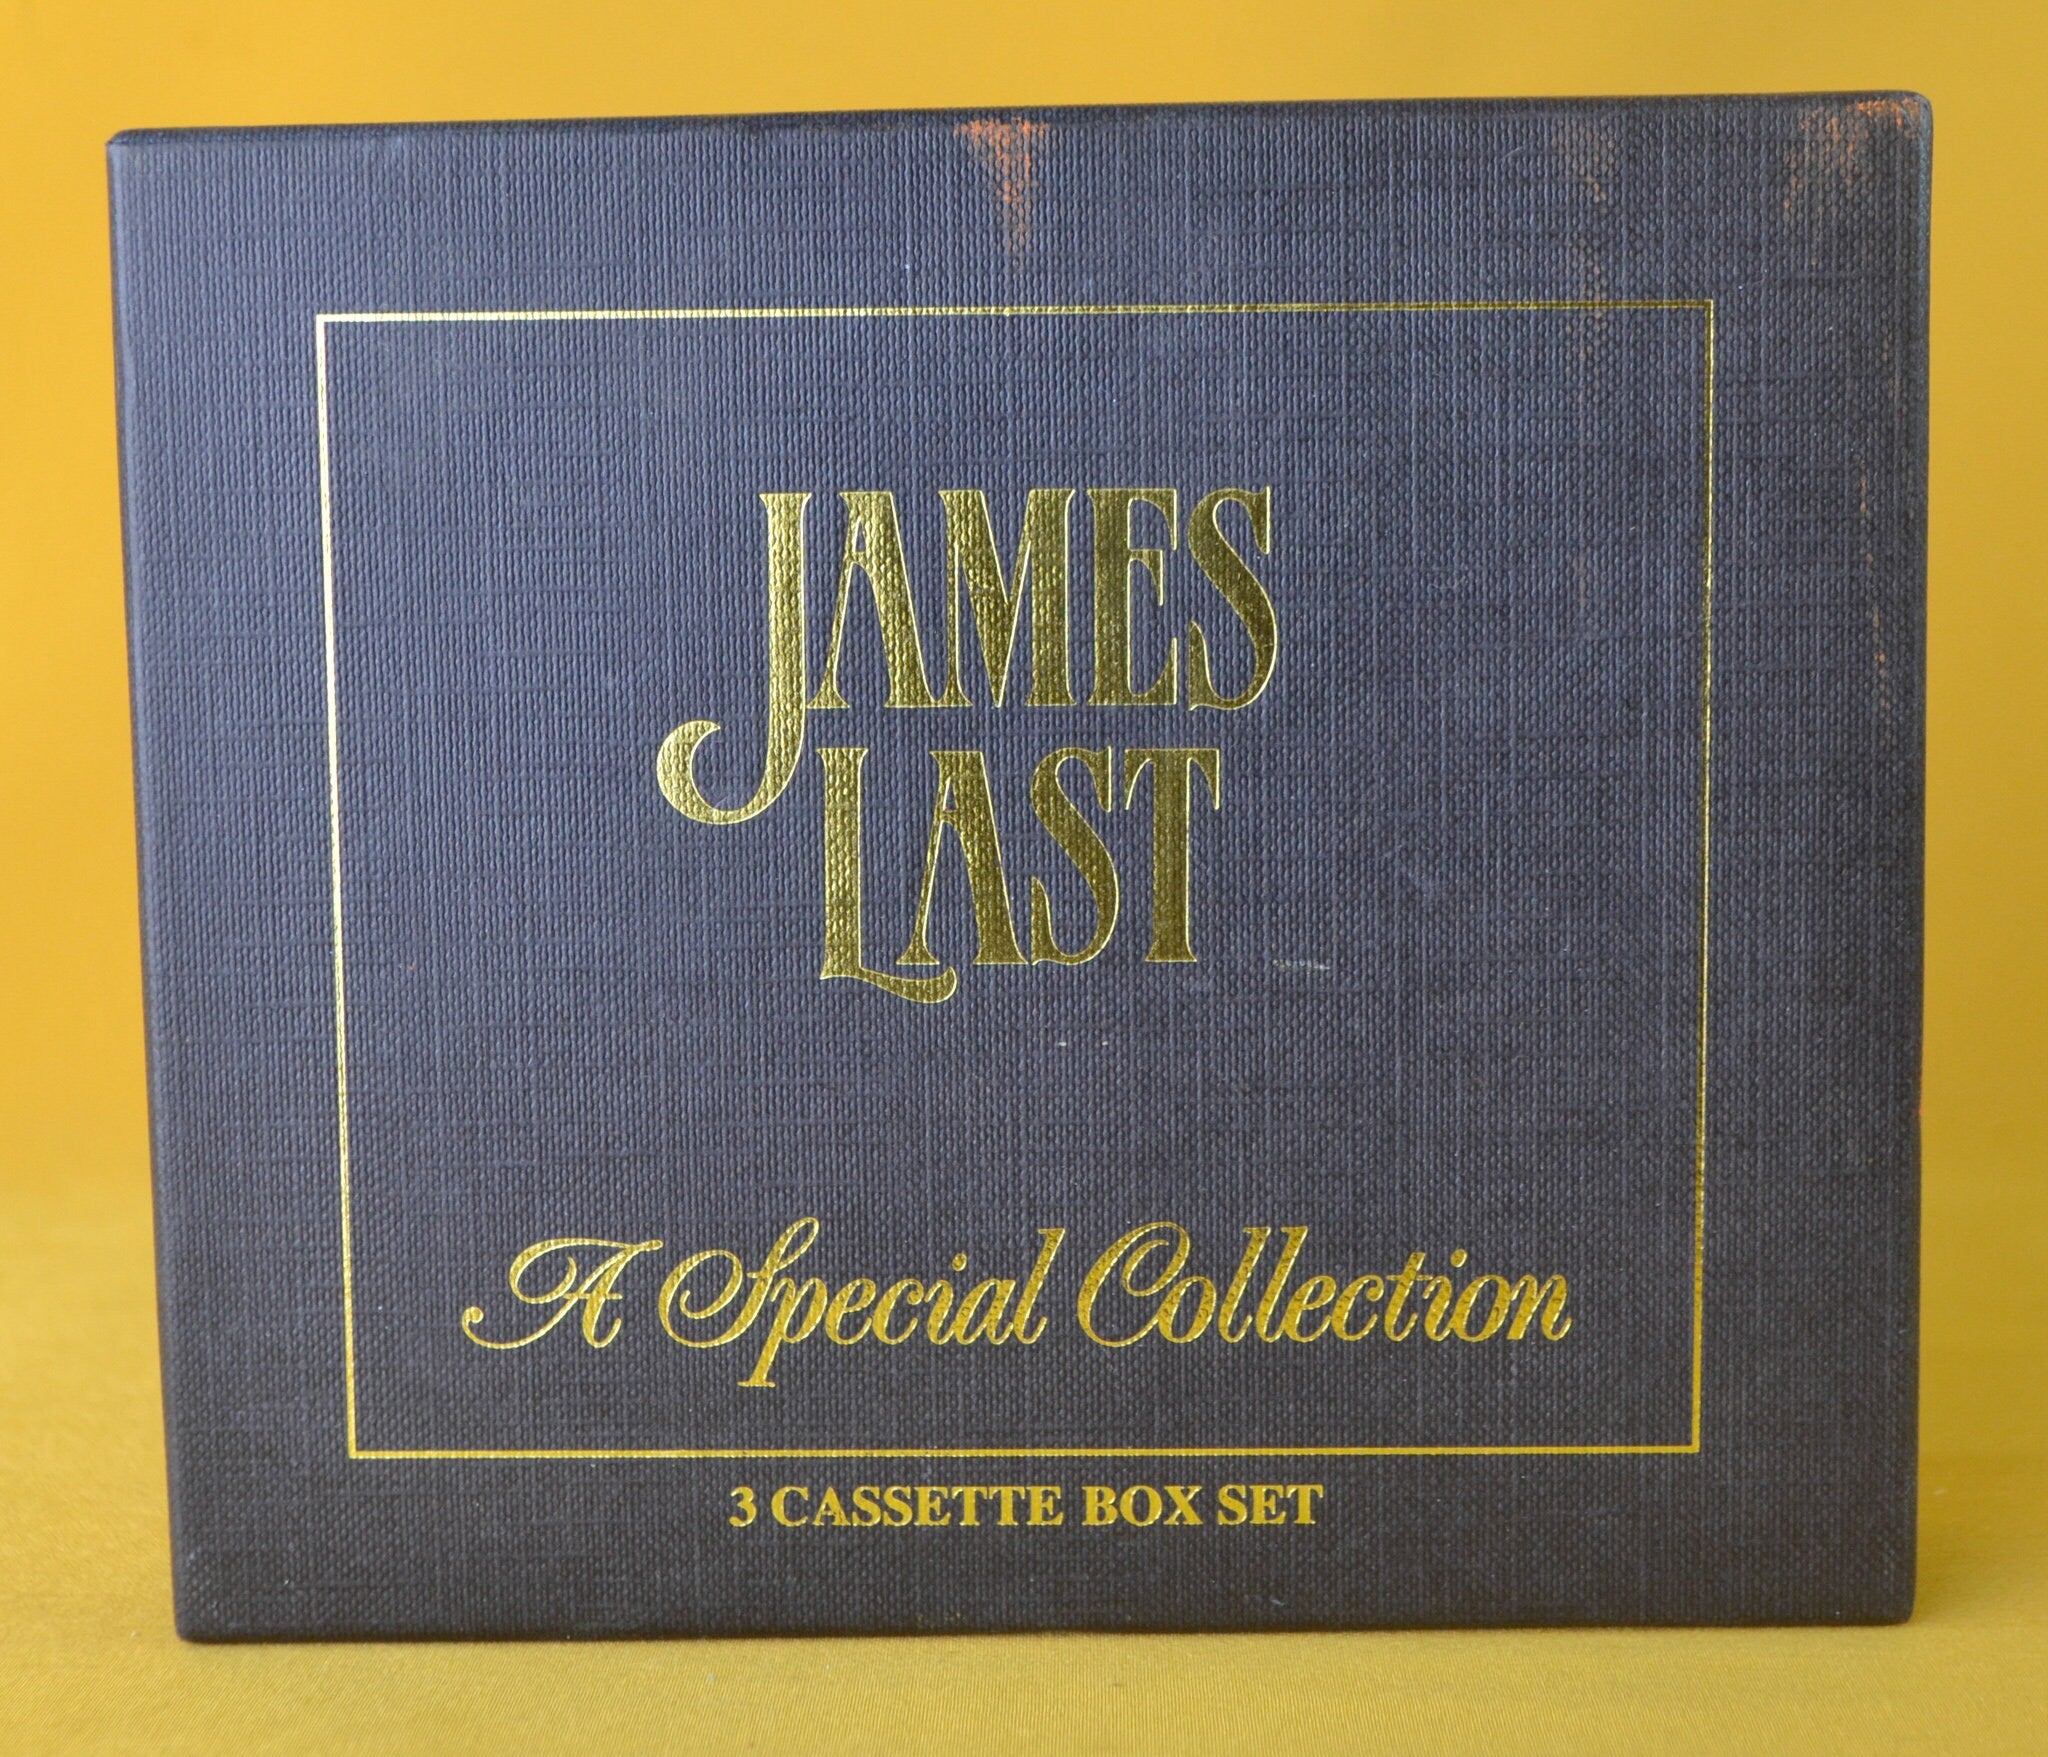 JAMES
LAST
A Special Collection
3 CASSETTE BOX SET